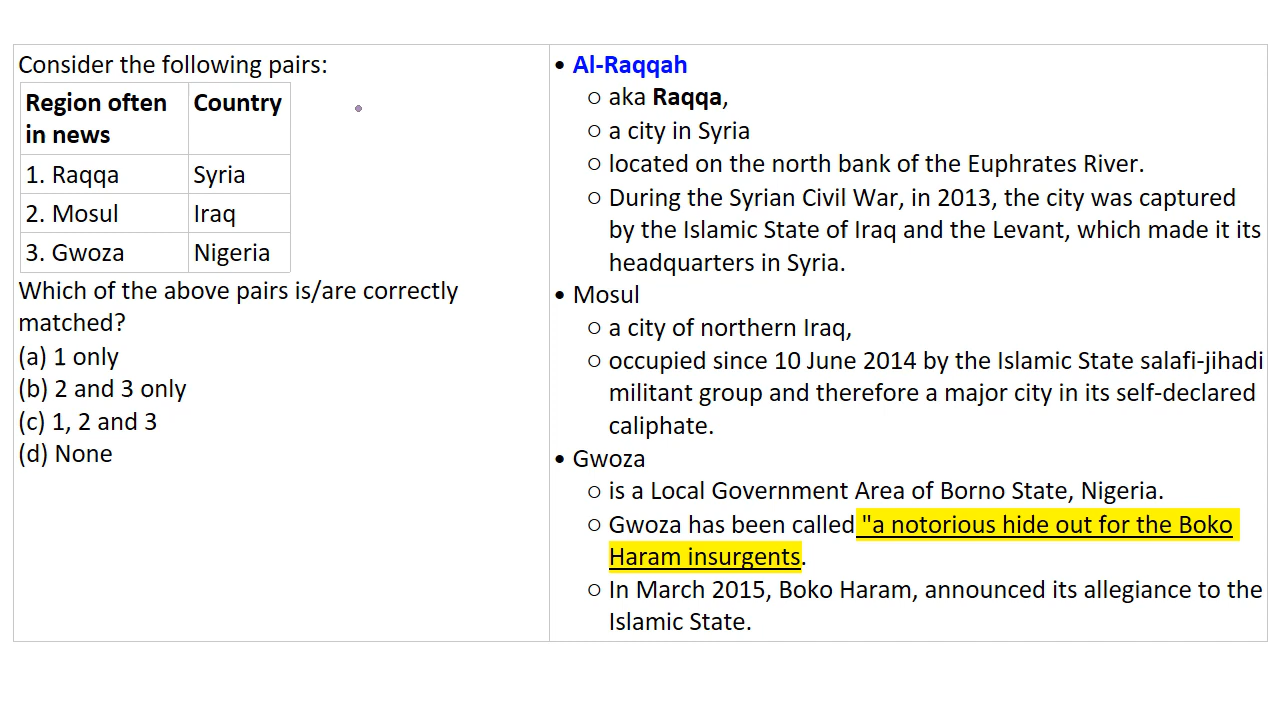 Consider the following pairs:
Region often Country
in news
1. Raqqa Syria
2. Mosul Iraq
3. Gwoza Nigeria
Which of the above pairs is/are correctly
matched?
(a) 1 only
(b) 2 and 3 only
(c) 1, 2 and 3
(d) None
• Al-Raqqah
○ aka Raqqa,
○ a city in Syria
○ located on the north bank of the Euphrates River.
○ During the Syrian Civil War, in 2013, the city was captured
by the Islamic State of Iraq and the Levant, which made it its
headquarters in Syria.
• Mosul
○ a city of northern Iraq,
○ occupied since 10 June 2014 by the Islamic State salafi-jihadi
militant group and therefore a major city in its self-declared
caliphate.
• Gwoza
○ is a Local Government Area of Borno State, Nigeria.
○ Gwoza has been called "a notorious hide out for the Boko
Haram insurgents.
○ In March 2015, Boko Haram, announced its allegiance to the
Islamic State.